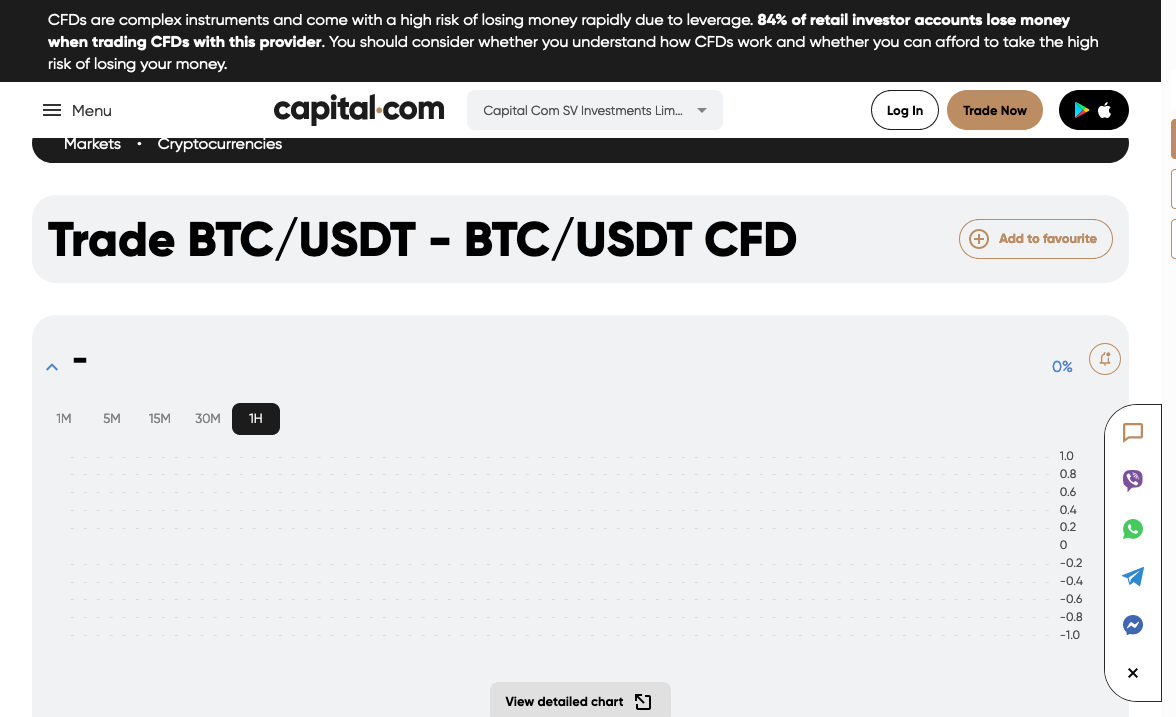 CFDs are complex instruments and come with a high risk of losing money rapidly due to leverage. 84% of retail investor accounts lose money
when trading CFDs with this provider. You should consider whether you understand how CFDs work and whether you can afford to take the high
risk of losing your money.
Menu
capital.com
Capital Com SV Investments Lim...
Log In
Trade Now
Markets • Cryptocurrencies
Trade BTC/USDT - BTC/USDT CFD
Add to favourite
-
0%
1M 5M 15M 30M 1H
1.0
0.8
0.6
0.4
0.2
0
-0.2
-0.4
-0.6
-0.8
-1.0
View detailed chart